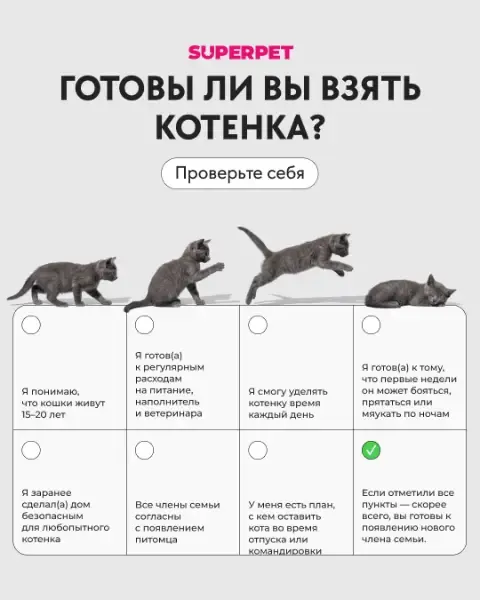 SUPERPET
ГОТОВЫ ЛИ ВЫ ВЗЯТЬ
КОТЕНКА?
Проверьте себя
Я понимаю,
что кошки живут
15–20 лет
Я готов(а)
к регулярным
расходам
на питание,
наполнитель
и ветеринара
Я смогу уделять
котенку время
каждый день
Я готов(а) к тому,
что первые недели
он может бояться,
прятаться или
мяукать по ночам
Я заранее
сделал(а) дом
безопасным
для любопытного
котенка
Все члены семьи
согласны
с появлением
питомца
У меня есть план,
с кем оставить
кота во время
отпуска или
командировки
Если отметили все
пункты — скорее
всего, вы готовы к
появлению нового
члена семьи.